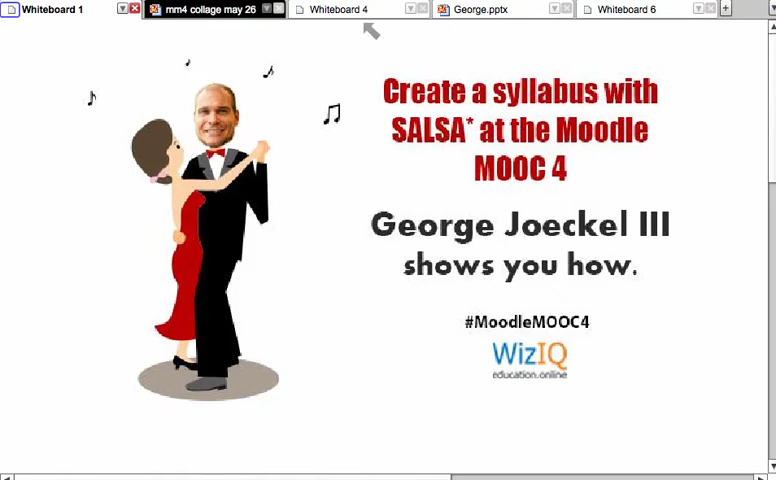 Whiteboard 1
mm4 collage may 26
Whiteboard 4
George.pptx
Whiteboard 6
Create a syllabus with
SALSA* at the Moodle
MOOC 4
George Joeckel III
shows you how.
#MoodleMOOC4
WizIQ
education.online